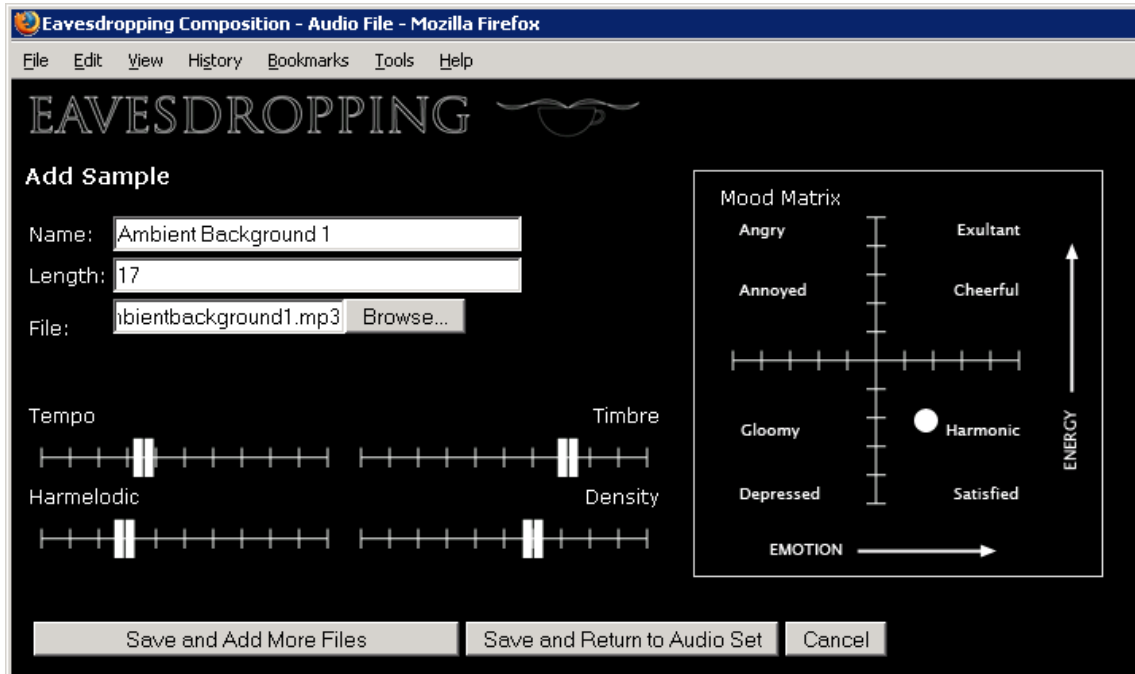 Eavesdropping Composition - Audio File - Mozilla Firefox
File Edit View History Bookmarks Tools Help
EAVESDROPPING
Add Sample
Name: Ambient Background 1
Length: 17
File: nbientbackground1.mp3 Browse...
Tempo Timbre
Harmelodic Density
Mood Matrix
Angry Exultant
Annoyed Cheerful
Gloomy Harmonic
Depressed Satisfied
EMOTION
ENERGY
Save and Add More Files Save and Return to Audio Set Cancel